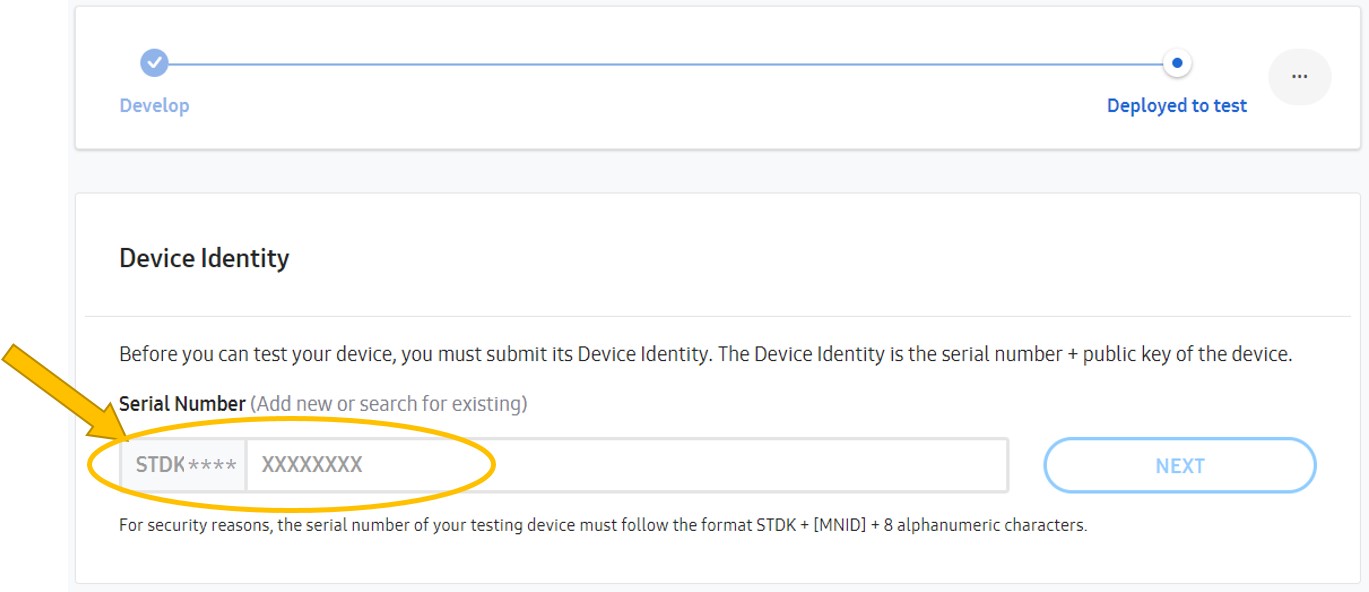 Develop
Deployed to test
...
Device Identity
Before you can test your device, you must submit its Device Identity. The Device Identity is the serial number + public key of the device.
Serial Number (Add new or search for existing)
STDK**** XXXXXXXX
NEXT
For security reasons, the serial number of your testing device must follow the format STDK + [MNID] + 8 alphanumeric characters.